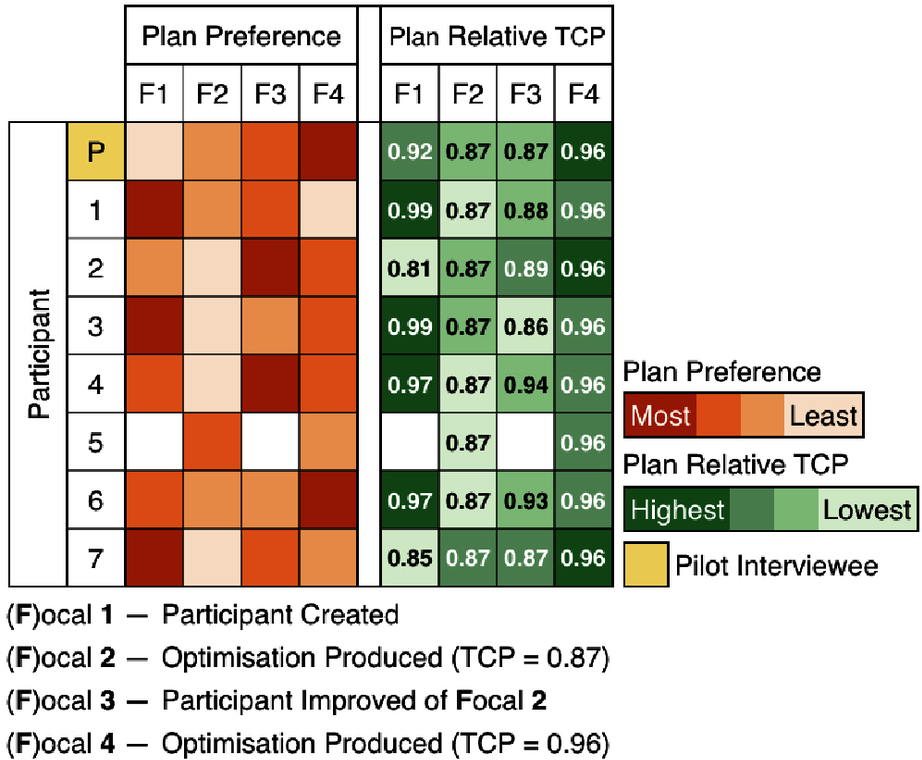 Plan Preference Plan Relative TCP
F1 F2 F3 F4 F1 F2 F3 F4
Participant
P 0.92 0.87 0.87 0.96
1 0.99 0.87 0.88 0.96
2 0.81 0.87 0.89 0.96
3 0.99 0.87 0.86 0.96
4 0.97 0.87 0.94 0.96
5 0.87 0.96
6 0.97 0.87 0.93 0.96
7 0.85 0.87 0.87 0.96
Plan Preference
Most Least
Plan Relative TCP
Highest Lowest
Pilot Interviewee
(F)ocal 1 — Participant Created
(F)ocal 2 — Optimisation Produced (TCP = 0.87)
(F)ocal 3 — Participant Improved of Focal 2
(F)ocal 4 — Optimisation Produced (TCP = 0.96)